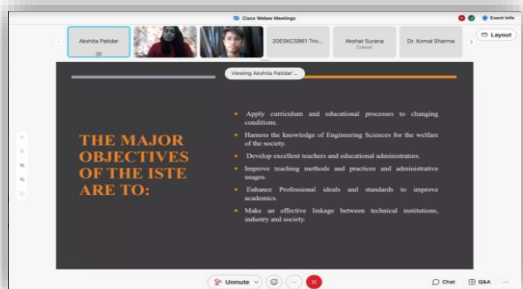 Cisco Webex Meetings
Event info
Akshita Patidar
20ESKCS861 Triv...
Akshat Surana
Cohost
Dr. Komal Sharma
Layout
Viewing Akshita Patidar'...
THE MAJOR
OBJECTIVES
OF THE ISTE
ARE TO:
Apply curriculum and educational processes to changing
conditions.
Harness the knowledge of Engineering Sciences for the welfare
of the society.
Develop excellent teachers and educational administrators.
Improve teaching methods and practices and administrative
usages.
Enhance Professional ideals and standards to improve
academics.
Make an effective linkage between technical institutions,
industry and society.
Unmute
Chat
Q&A